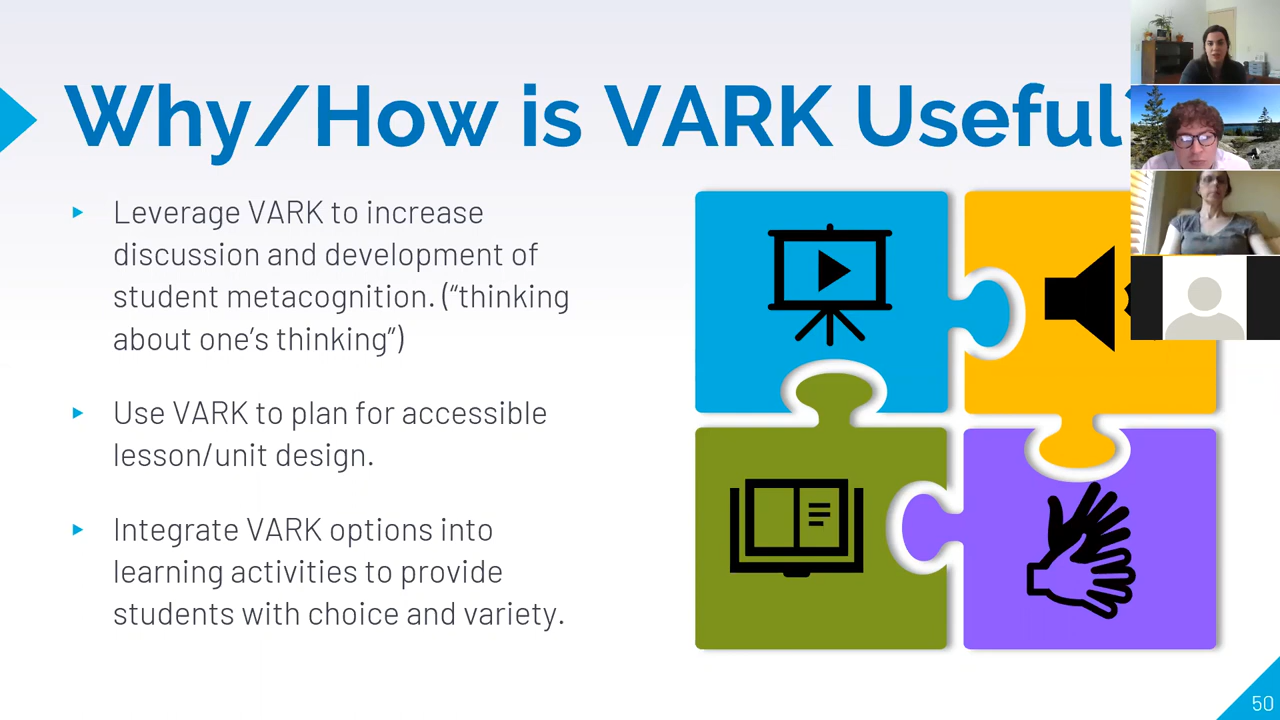 Why/How is VARK Useful
Leverage VARK to increase
discussion and development of
student metacognition. (“thinking
about one’s thinking”)
Use VARK to plan for accessible
lesson/unit design.
Integrate VARK options into
learning activities to provide
students with choice and variety.
50